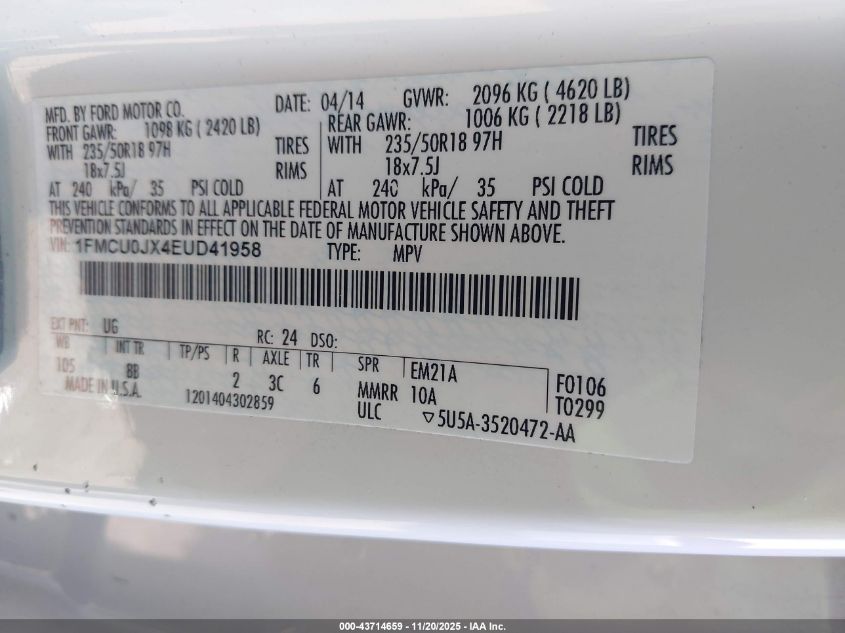 MFD. BY FORD MOTOR CO. DATE: 04/14 GVWR: 2096 KG ( 4620 LB)
FRONT GAWR: 1098 KG ( 2420 LB) REAR GAWR: 1006 KG ( 2218 LB)
WITH 235/50R18 97H TIRES WITH 235/50R18 97H TIRES
18x7.5J RIMS 18x7.5J RIMS
AT 240 kPa/ 35 PSI COLD AT 240 kPa/ 35 PSI COLD
THIS VEHICLE CONFORMS TO ALL APPLICABLE FEDERAL MOTOR VEHICLE SAFETY AND THEFT
PREVENTION STANDARDS IN EFFECT ON THE DATE OF MANUFACTURE SHOWN ABOVE.
VIN: 1FMCU0JX4EUD41958 TYPE: MPV
EXT PNT: UG RC: 24 DSO:
WB INT TR TP/PS R AXLE TR SPR EM21A F0106
105 BB 2 3C 6 MMRR 10A T0299
MADE IN U.S.A. 1201404302859 ULC ▽5U5A-3520472-AA
000-43714659 - 11/20/2025 - IAA Inc.